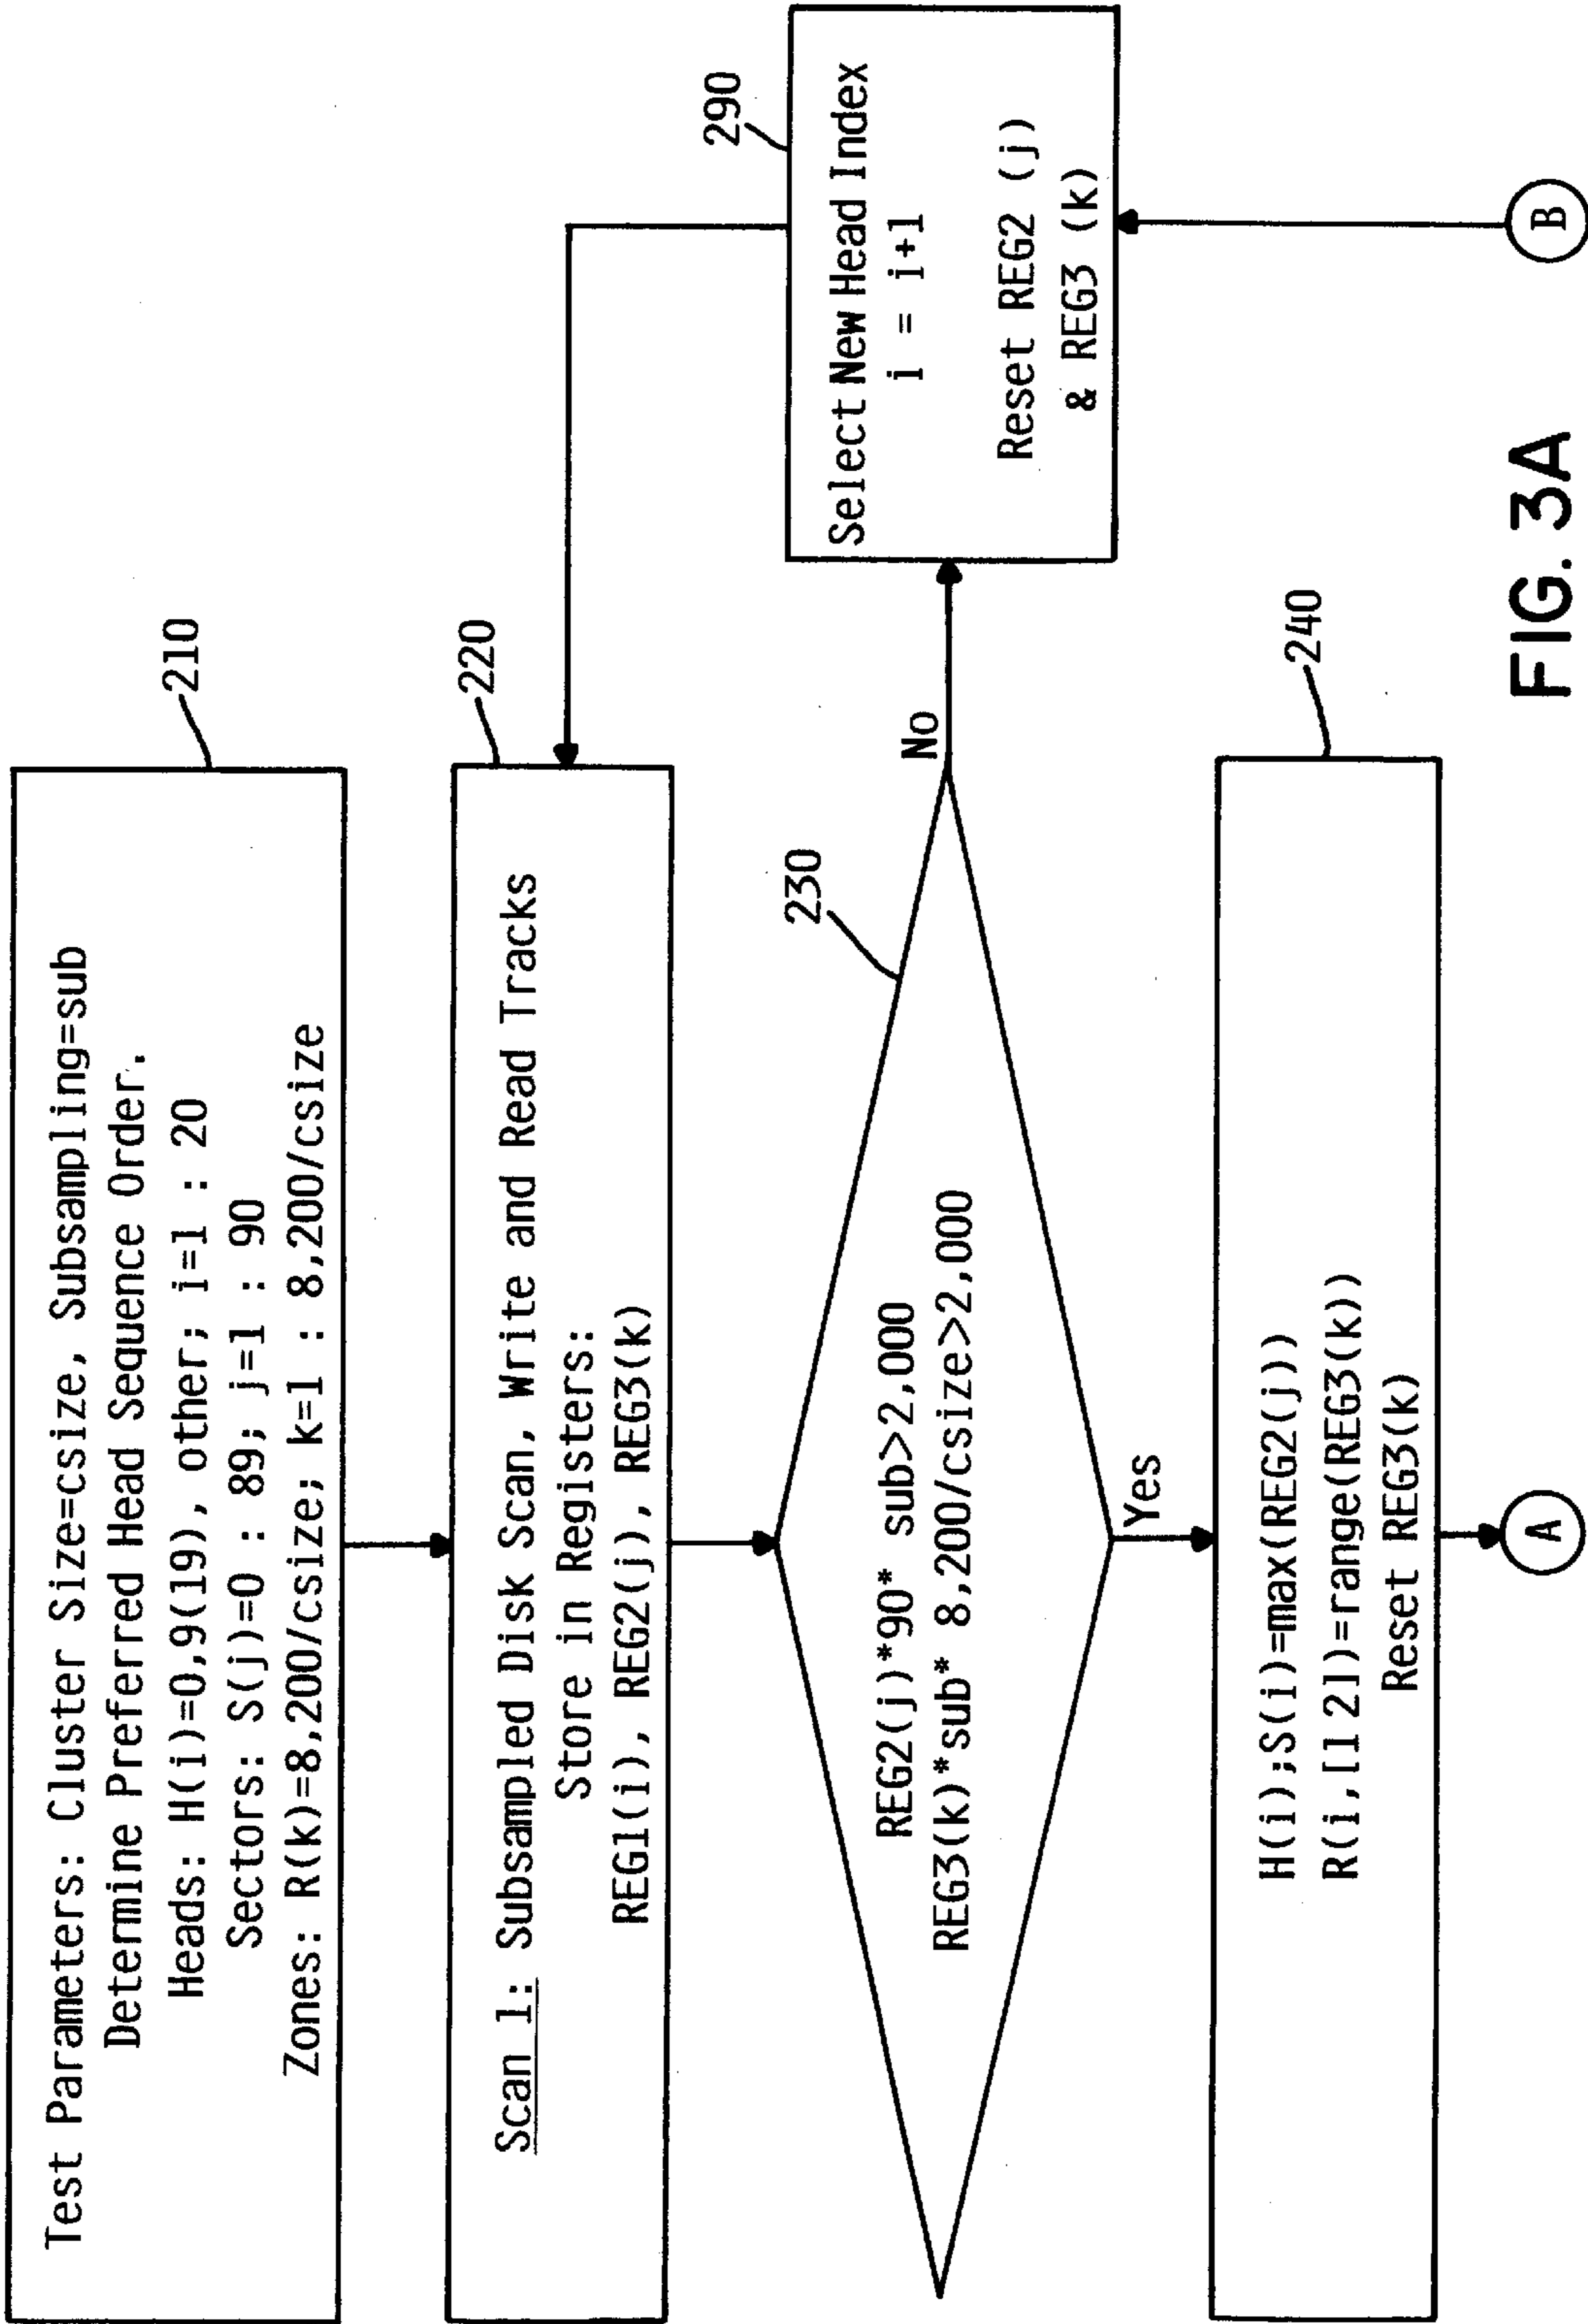 Test Parameters: Cluster Size=csize, Subsampling=sub
Determine Preferred Head Sequence Order.
Heads: H(i)=0,9(19), other; i=1 : 20
Sectors: S(j)=0 : 89; j=1 : 90
Zones: R(k)=8,200/csize; k=1 : 8,200/csize
210
Scan 1: Subsampled Disk Scan, Write and Read Tracks
Store in Registers:
REG1(i), REG2(j), REG3(k)
220
REG2(j)*90* sub>2,000
REG3(k)*sub* 8,200/csize>2,000
230
No
Yes
Select New Head Index
i = i+1
Reset REG2 (j)
& REG3 (k)
290
H(i);S(i)=max(REG2(j))
R(i,[1 2])=range(REG3(k))
Reset REG3(k)
240
A
B
FIG. 3A